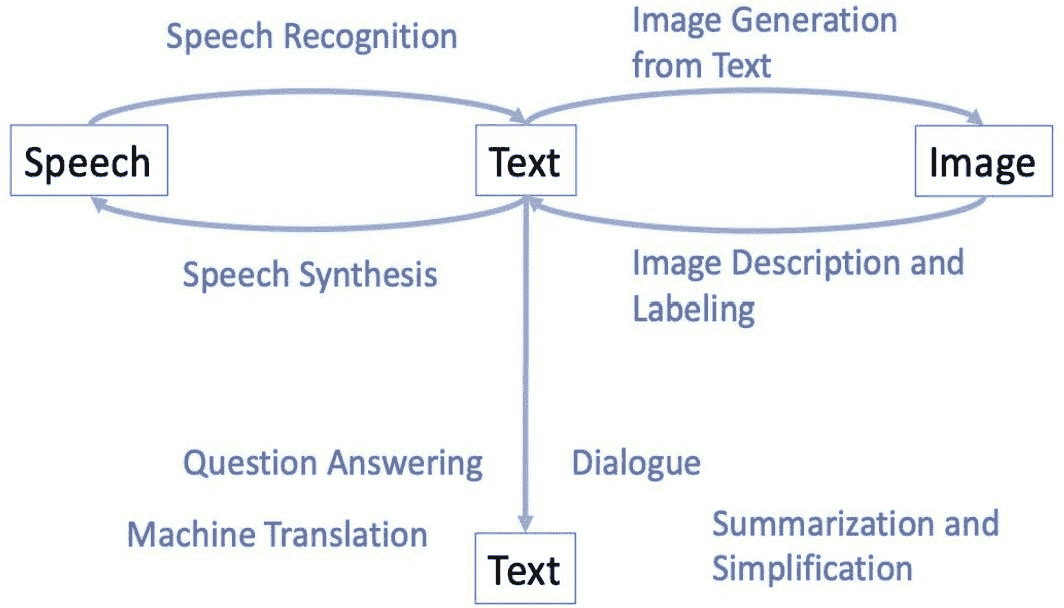 Speech Recognition
Image Generation
from Text
Speech
Text
Image
Speech Synthesis
Image Description and
Labeling
Question Answering
Dialogue
Machine Translation
Summarization and
Simplification
Text